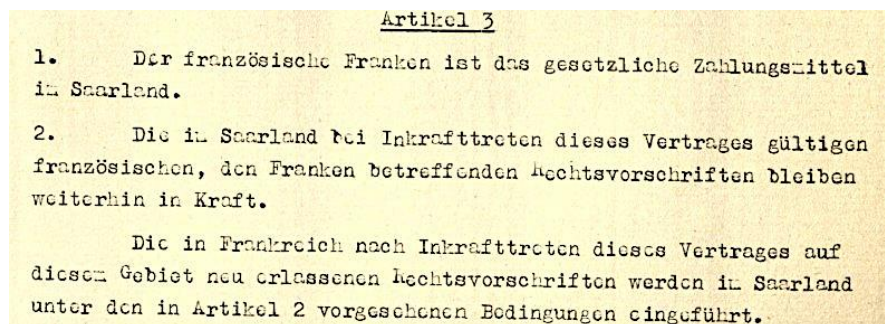 Artikel 3
1. Der französische Franken ist das gesetzliche Zahlungsmittel
im Saarland.
2. Die im Saarland bei Inkrafttreten dieses Vertrages gültigen
französischen, den Franken betreffenden Rechtsvorschriften bleiben
weiterhin in Kraft.
Die in Frankreich nach Inkrafttreten dieses Vertrages auf
diesem Gebiet neu erlassenen Rechtsvorschriften werden im Saarland
unter den in Artikel 2 vorgesehenen Bedingungen eingeführt.